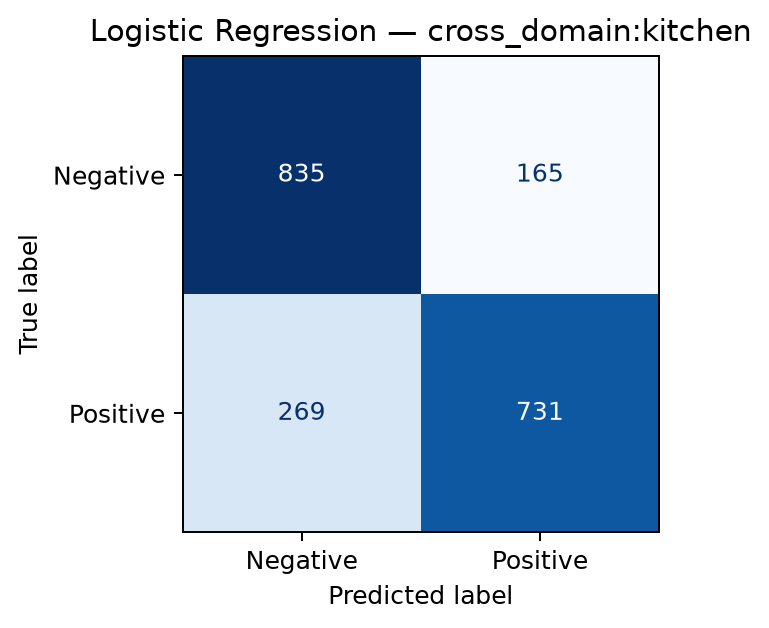 Logistic Regression — cross_domain:kitchen
Negative
835
165
True label
Positive
269
731
Negative
Positive
Predicted label